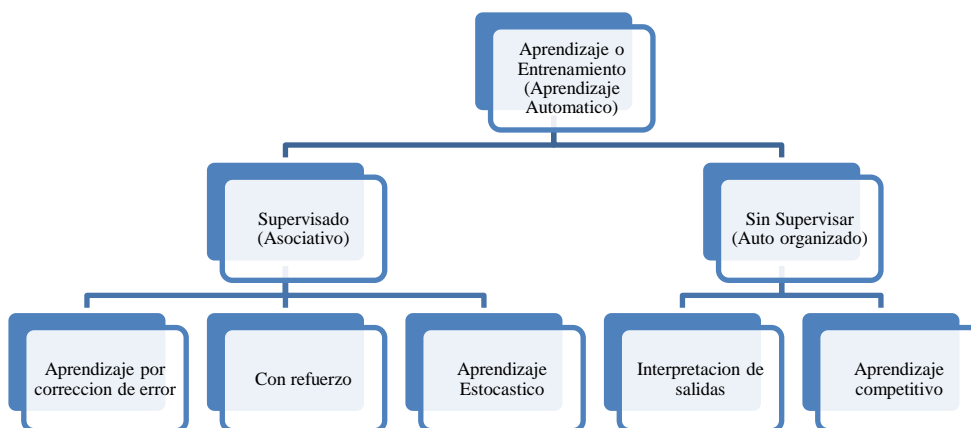 Aprendizaje o
Entrenamiento
(Aprendizaje
Automatico)
Supervisado
(Asociativo)
Sin Supervisar
(Auto organizado)
Aprendizaje por
correccion de error
Con refuerzo
Aprendizaje
Estocastico
Interpretacion de
salidas
Aprendizaje
competitivo